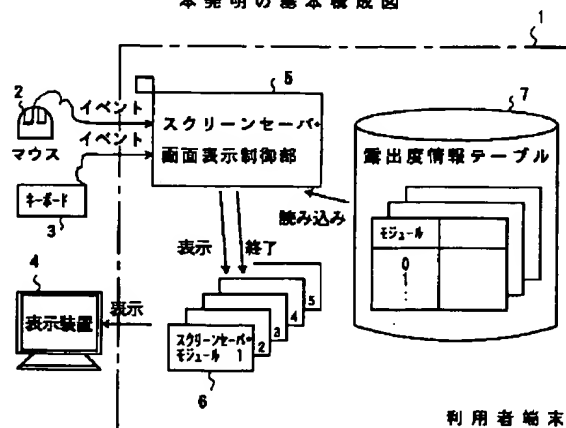 本発明の基本構成図
1
2
イベント
イベント
マウス
5
スクリーンセーバ・
画面表示制御部
7
露出度情報テーブル
キーボード
3
読み込み
モジュール
0
1
表示
終了
4
表示装置
表示
5
4
3
2
スクリーンセーバ・
モジュール 1
6
利用者端末